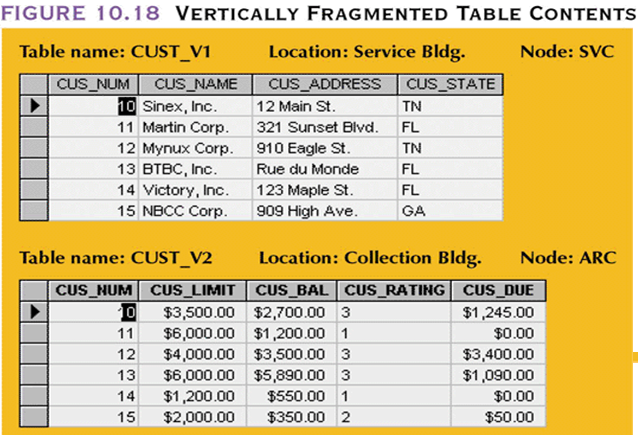 FIGURE 10.18 VERTICALLY FRAGMENTED TABLE CONTENTS
Table name: CUST_V1 Location: Service Bldg. Node: SVC
CUS_NUM CUS_NAME CUS_ADDRESS CUS_STATE
10 Sinex, Inc. 12 Main St. TN
11 Martin Corp. 321 Sunset Blvd. FL
12 Mynux Corp. 910 Eagle St. TN
13 BTBC, Inc. Rue du Monde FL
14 Victory, Inc. 123 Maple St. FL
15 NBCC Corp. 909 High Ave. GA
Table name: CUST_V2 Location: Collection Bldg. Node: ARC
CUS_NUM CUS_LIMIT CUS_BAL CUS_RATING CUS_DUE
10 $3,500.00 $2,700.00 3 $1,245.00
11 $6,000.00 $1,200.00 1 $0.00
12 $4,000.00 $3,500.00 3 $3,400.00
13 $6,000.00 $5,890.00 3 $1,090.00
14 $1,200.00 $550.00 1 $0.00
15 $2,000.00 $350.00 2 $50.00